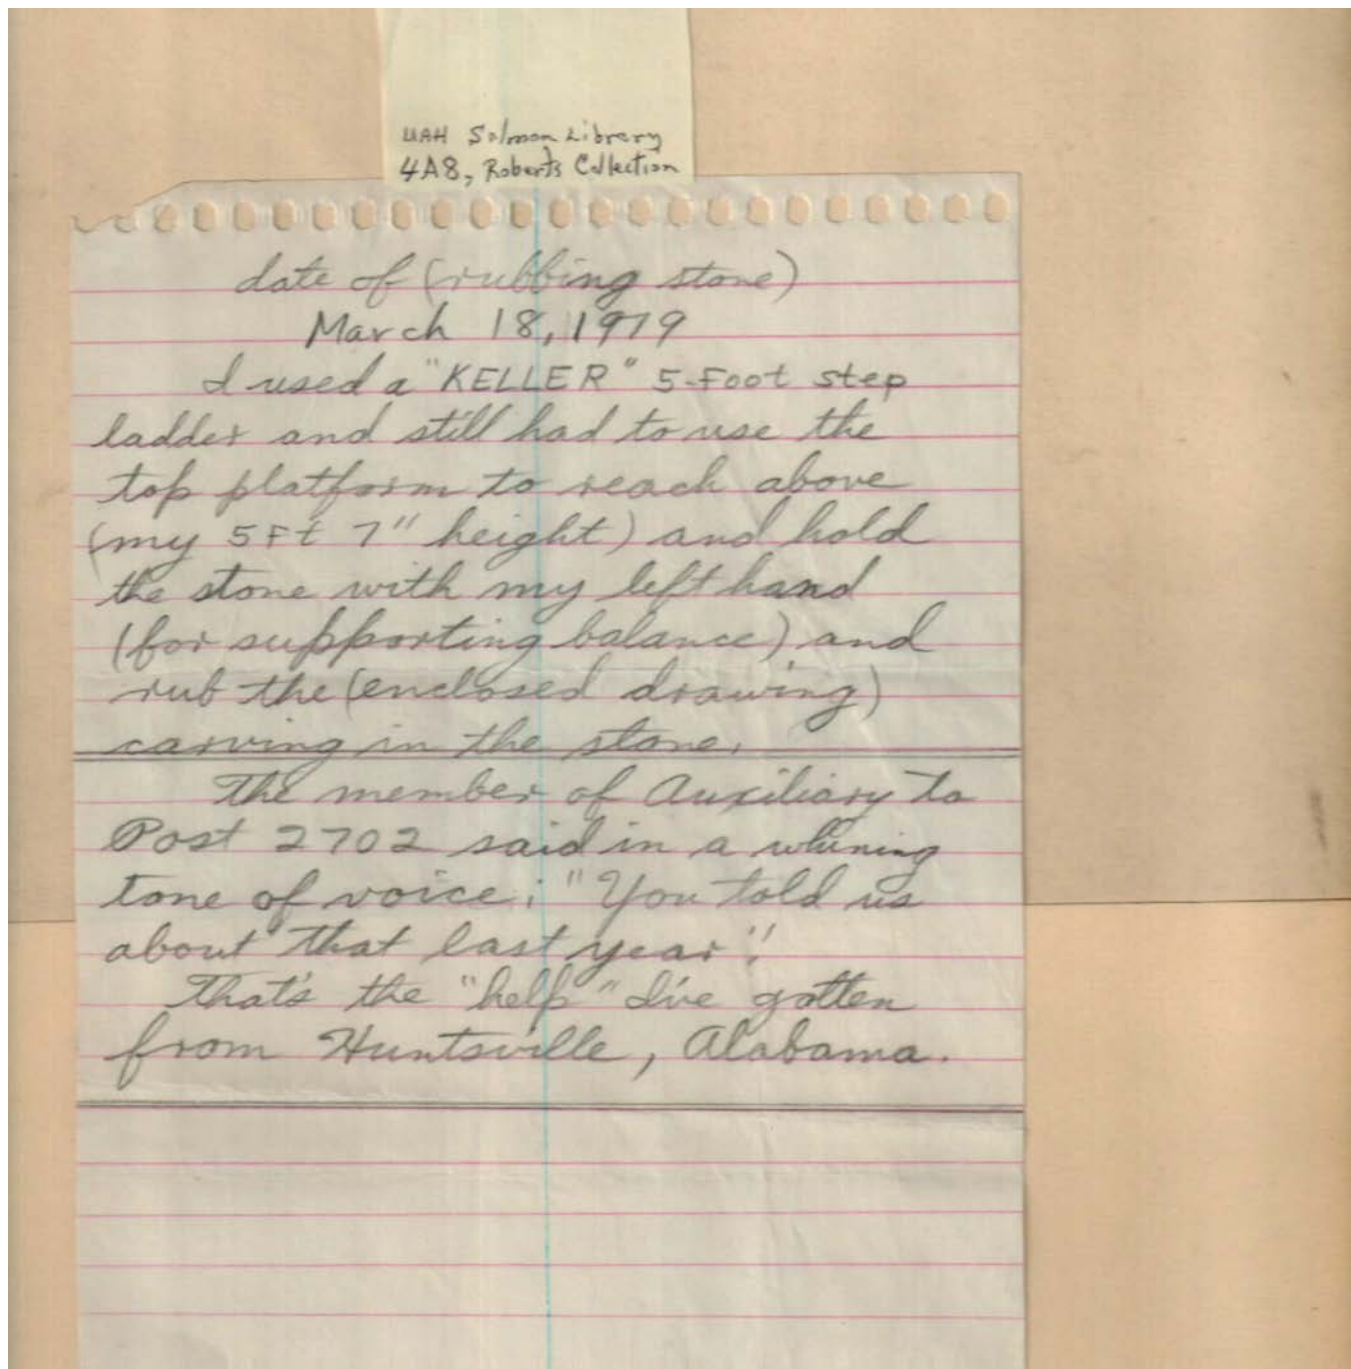 UAH Salmon Library
4A8, Roberts Collection
date of (rubbing stone)
March 18, 1979
I used a "KELLER" 5-Foot step
ladder and still had to use the
top platform to reach above
(my 5Ft 7" height) and hold
the stone with my left hand
(for supporting balance) and
rub the (enclosed drawing)
carving in the stone.
The member of Auxiliary to
Post 2702 said in a whining
tone of voice: "You told us
about that last year".
That's the "help" I've gotten
from Huntsville, Alabama.